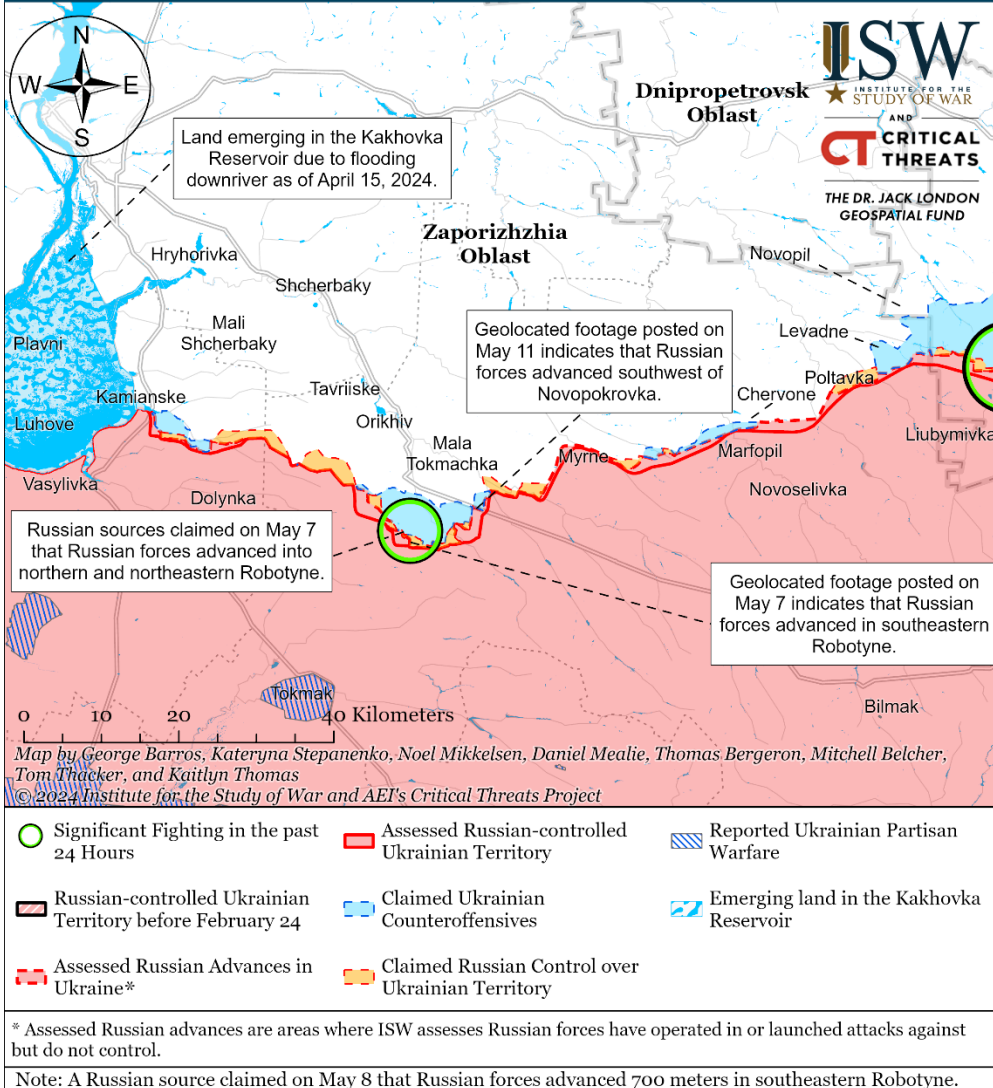 N
W E
S
ISW
INSTITUTE FOR THE
STUDY OF WAR
AND
CT CRITICAL
THREATS
THE DR. JACK LONDON
GEOSPATIAL FUND
Dnipropetrovsk
Oblast
Land emerging in the Kakhovka
Reservoir due to flooding
downriver as of April 15, 2024.
Zaporizhzhia
Oblast
Hryhorivka
Novopil
Shcherbaky
Mali
Shcherbaky
Plavni
Geolocated footage posted on
May 11 indicates that Russian
forces advanced southwest of
Novopokrovka.
Levadne
Tavriiske
Poltavka
Kamianske
Chervone
Orikhiv
Luhove
Liubymivka
Mala
Tokmachka
Myrne
Marfopil
Vasylivka
Dolynka
Novoselivka
Russian sources claimed on May 7
that Russian forces advanced into
northern and northeastern Robotyne.
Geolocated footage posted on
May 7 indicates that Russian
forces advanced in southeastern
Robotyne.
Tokmak
Bilmak
0 10 20 40 Kilometers
Map by George Barros, Kateryna Stepanenko, Noel Mikkelsen, Daniel Mealie, Thomas Bergeron, Mitchell Belcher,
Tom Thacker, and Kaitlyn Thomas
© 2024 Institute for the Study of War and AEI's Critical Threats Project
Significant Fighting in the past
24 Hours
Russian-controlled Ukrainian
Territory before February 24
Assessed Russian Advances in
Ukraine*
Assessed Russian-controlled
Ukrainian Territory
Claimed Ukrainian
Counteroffensives
Claimed Russian Control over
Ukrainian Territory
Reported Ukrainian Partisan
Warfare
Emerging land in the Kakhovka
Reservoir
* Assessed Russian advances are areas where ISW assesses Russian forces have operated in or launched attacks against
but do not control.
Note: A Russian source claimed on May 8 that Russian forces advanced 700 meters in southeastern Robotyne.